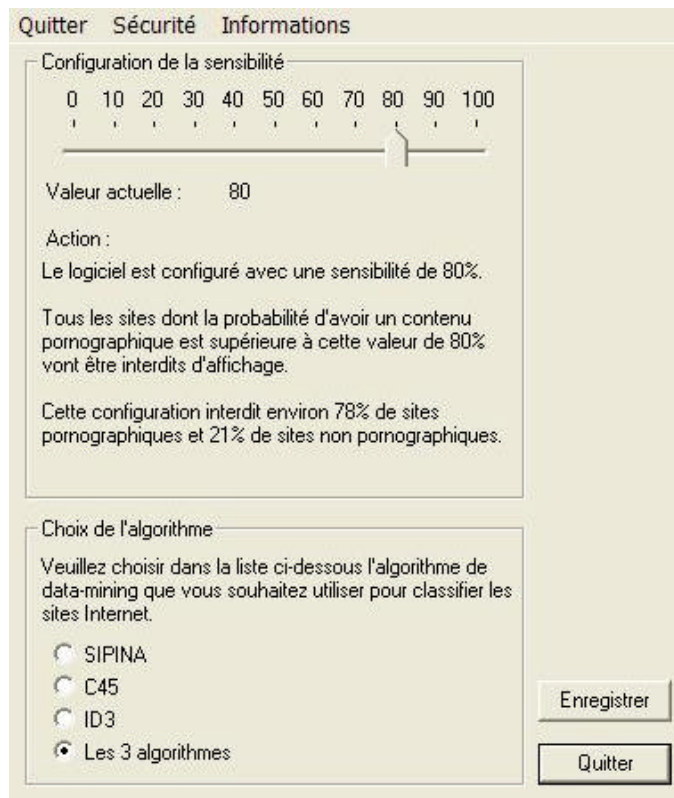 Quitter Sécurité Informations
Configuration de la sensibilité
0 10 20 30 40 50 60 70 80 90 100
Valeur actuelle : 80
Action :
Le logiciel est configuré avec une sensibilité de 80%.
Tous les sites dont la probabilité d'avoir un contenu
pornographique est supérieure à cette valeur de 80%
vont être interdits d'affichage.
Cette configuration interdit environ 78% de sites
pornographiques et 21% de sites non pornographiques.
Choix de l'algorithme
Veuillez choisir dans la liste ci-dessous l'algorithme de
data-mining que vous souhaitez utiliser pour classifier les
sites Internet.
SIPINA
C45
ID3
Les 3 algorithmes
Enregistrer
Quitter